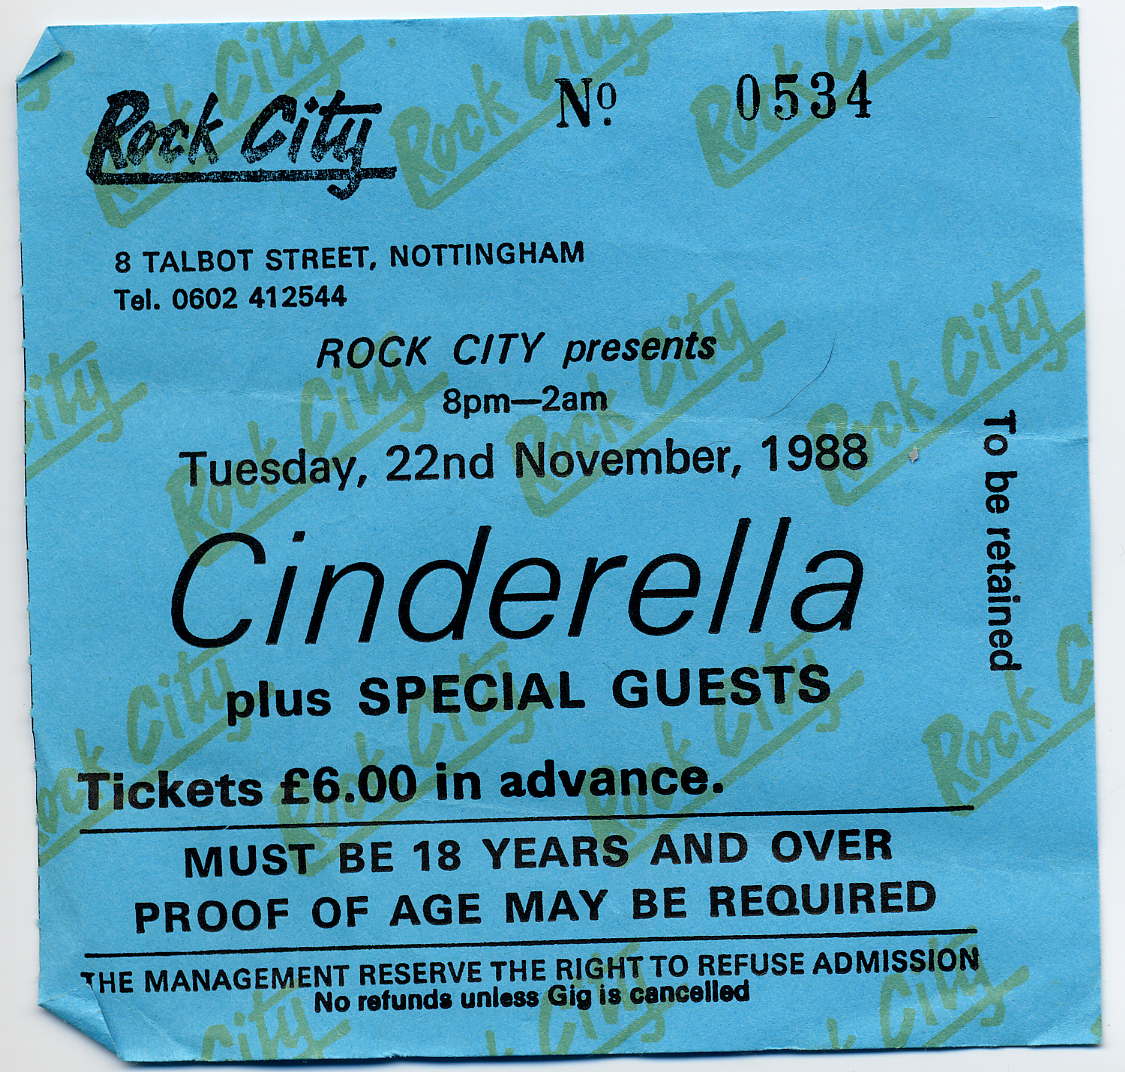 Rock City
Nº 0534
8 TALBOT STREET, NOTTINGHAM
Tel. 0602 412544
ROCK CITY presents
8pm—2am
Tuesday, 22nd November, 1988
Cinderella
plus SPECIAL GUESTS
Tickets £6.00 in advance.
MUST BE 18 YEARS AND OVER
PROOF OF AGE MAY BE REQUIRED
THE MANAGEMENT RESERVE THE RIGHT TO REFUSE ADMISSION
No refunds unless Gig is cancelled
To be retained